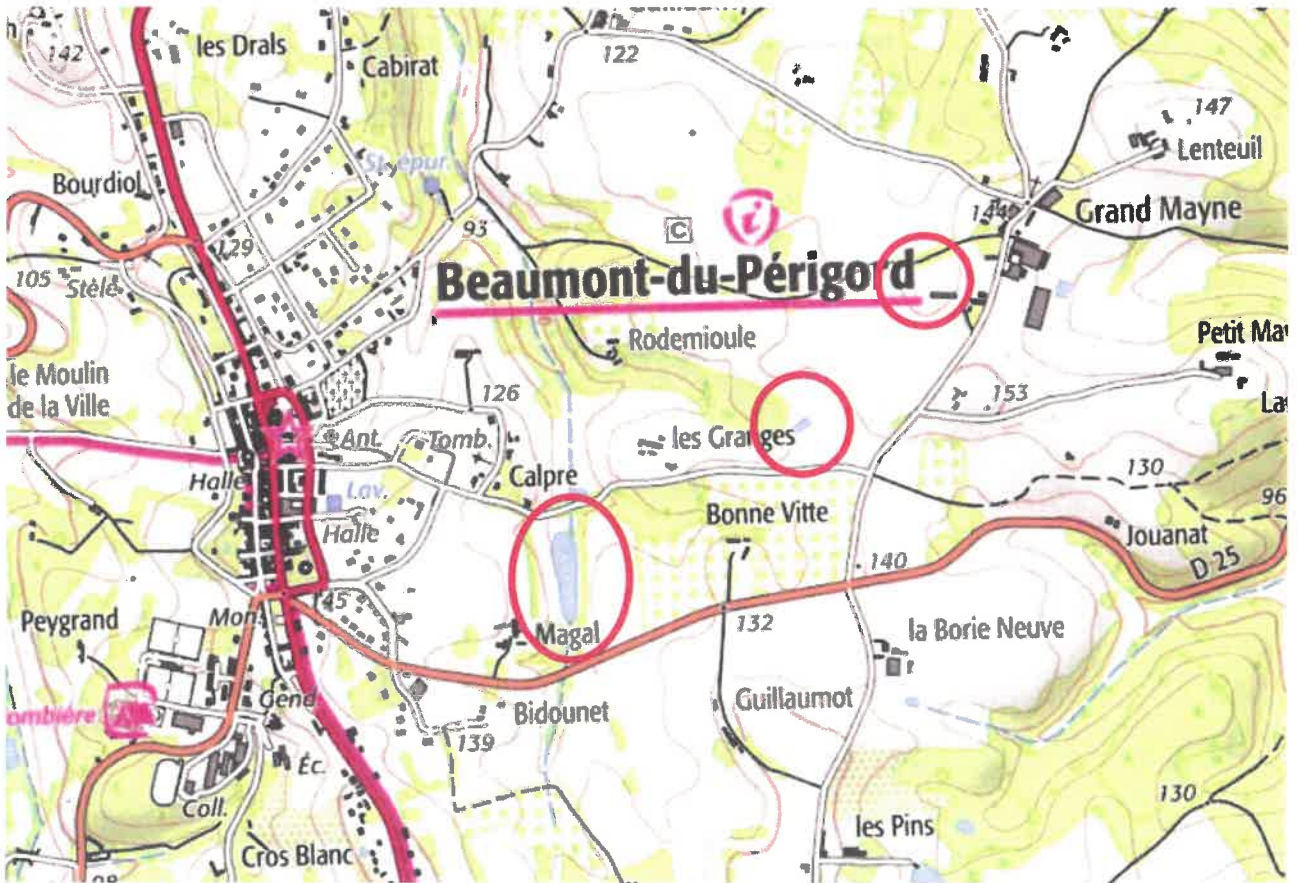 142
les Drals
Cabirat
122
147
Lenteuil
St. épur.
Bourdiol
93
C
i
144
Grand Mayne
129
105
Stèle
Beaumont-du-Périgord
Rodemioule
Petit May
le Moulin
de la Ville
126
153
Ant.
Tomb.
les Granges
Halle
Calpre
130
Lav.
Halle
Bonne Vitte
96
Jouanat
140
D 25
145
Mon.
Peygrand
Magal
132
la Borie Neuve
Gend.
Bidounet
Guillaumot
ombière
139
Éc.
Coll.
130
Cros Blanc
les Pins